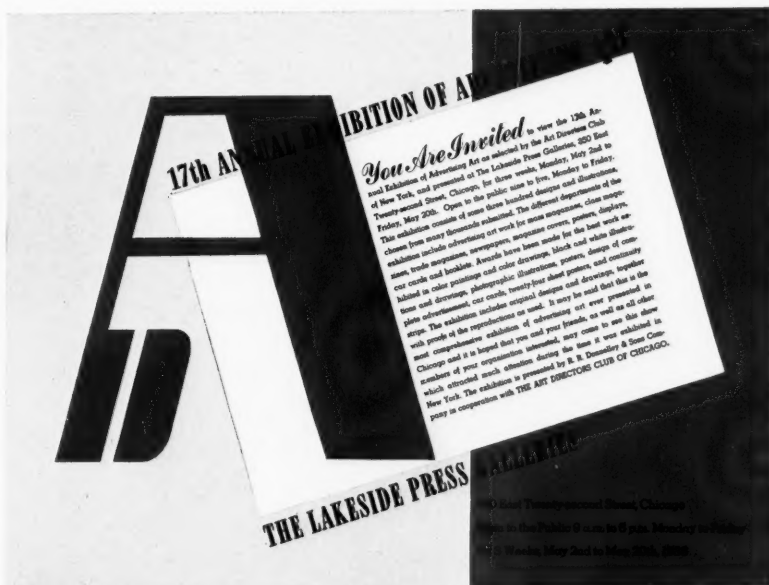 17th ANNUAL EXHIBITION OF
You Are Invited to view the 17th An-
nual Exhibition of Advertising Art as selected by the Art Directors Club
of New York, and presented at The Lakeside Press Galleries, 350 East
Twenty-second Street, Chicago, for three weeks, Monday, May 2nd to
Friday, May 20th. Open to the public nine to five, Monday to Friday.
This exhibition consists of some three hundred designs and illustrations,
chosen from many thousands submitted. The different departments of the
exhibition include advertising art work for mass magazines, class maga-
zines, trade magazines, newspapers, magazine covers, posters, displays,
car cards and booklets. Awards have been made for the best work ex-
hibited in color paintings and color drawings, black and white illustra-
tions and drawings, photographic illustrations, posters, design of com-
plete advertisement, car cards, twenty-four sheet posters, and continuity
strips. The exhibition includes original designs and drawings, together
with proofs of the reproductions as used. It may be said that this is the
most comprehensive exhibition of advertising art ever presented in
Chicago and it is hoped that you and your friends, as well as all other
members of your organization interested, may come to see this show
which attracted much attention during the time it was exhibited in
New York. The exhibition is presented by R. R. Donnelley & Sons Com-
pany in cooperation with THE ART DIRECTORS CLUB OF CHICAGO.
A
D
THE LAKESIDE PRESS GALLERIES
East Twenty-second Street, Chicago
to the Public 9 a.m. to 5 p.m. Monday to Friday
Weeks, May 2nd to May 20th,